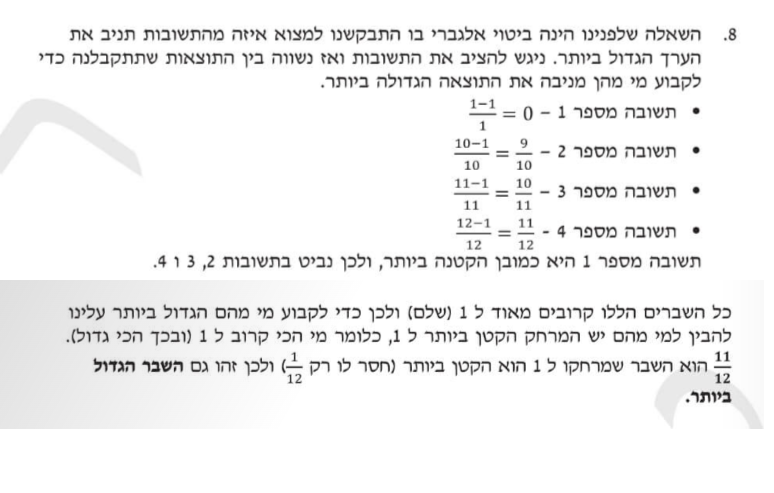 8. השאלה שלפנינו הינה ביטוי אלגברי בו התבקשנו למצוא איזה מהתשובות תניב את
הערך הגדול ביותר. ניגש להציב את התשובות ואז נשווה בין התוצאות שתתקבלנה כדי
לקבוע מי מהן מניבה את התוצאה הגדולה ביותר.
• תשובה מספר 1 – 0 = \frac{1-1}{1}
• תשובה מספר 2 – \frac{10-1}{10} = \frac{9}{10}
• תשובה מספר 3 – \frac{11-1}{11} = \frac{10}{11}
• תשובה מספר 4 - \frac{12-1}{12} = \frac{11}{12}
תשובה מספר 1 היא כמובן הקטנה ביותר, ולכן נביט בתשובות 2, 3 ו 4.
כל השברים הללו קרובים מאוד ל 1 (שלם) ולכן כדי לקבוע מי מהם הגדול ביותר עלינו
להבין למי מהם יש המרחק הקטן ביותר ל 1, כלומר מי הכי קרוב ל 1 (ובכך הכי גדול).
\frac{11}{12} הוא השבר שמרחקו ל 1 הוא הקטן ביותר (חסר לו רק \frac{1}{12}) ולכן זהו גם השבר הגדול
ביותר.